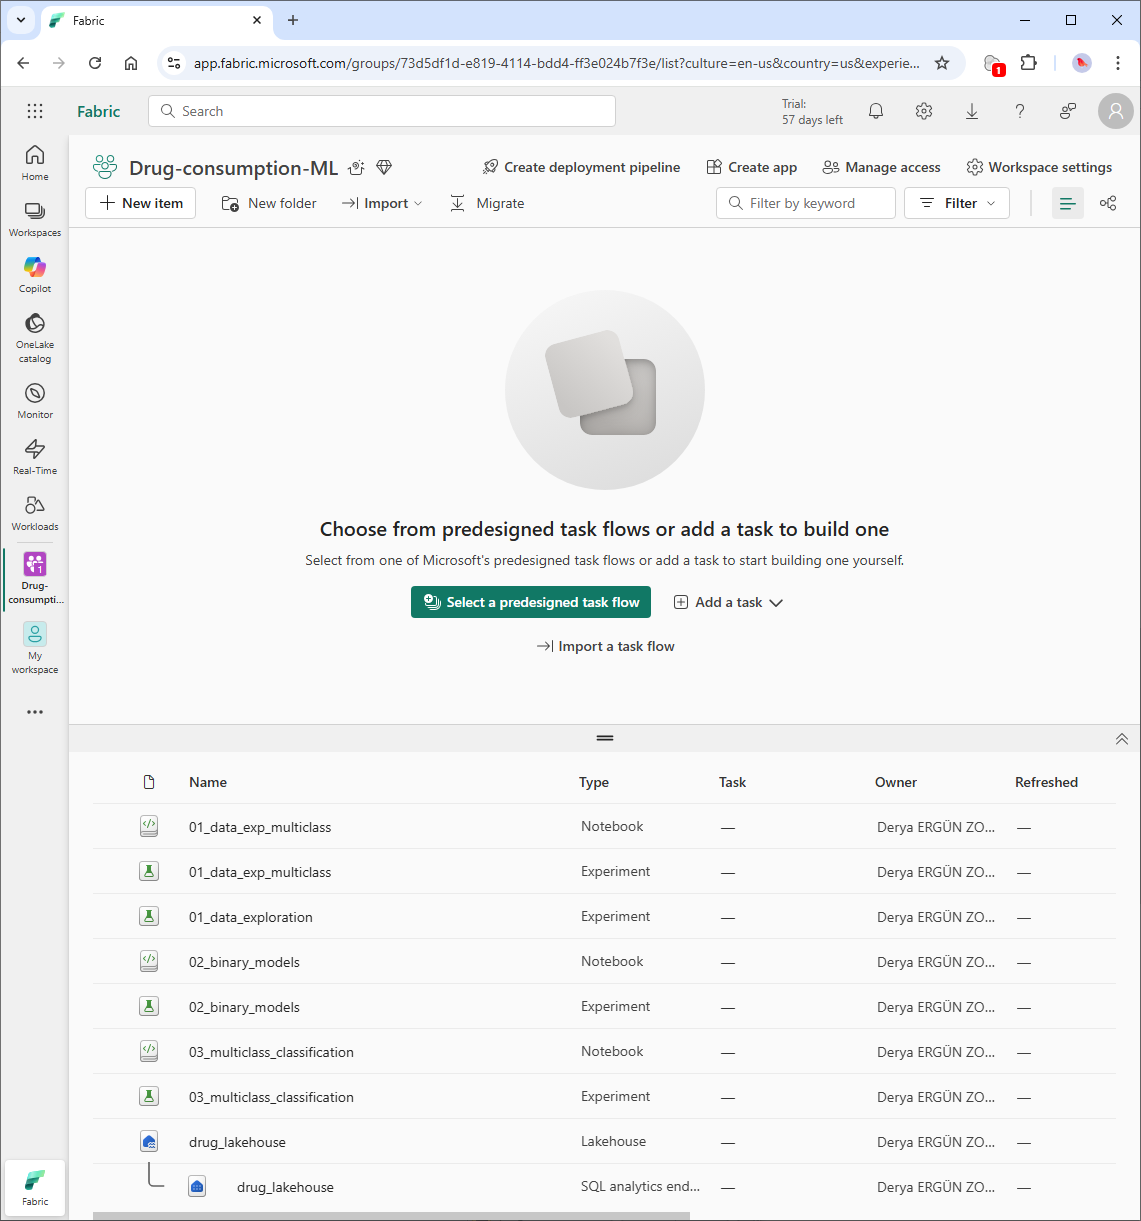 Fabric
app.fabric.microsoft.com/groups/73d5df1d-e819-4114-bdd4-ff3e024b7f3e/list?culture=en-us&country=us&experie...
1
Fabric
Search
Trial:
57 days left
Home
Workspaces
Copilot
OneLake
catalog
Monitor
Real-Time
Workloads
1
Drug-
consumpti...
My
workspace
Fabric
Drug-consumption-ML
Create deployment pipeline
Create app
Manage access
Workspace settings
New item
New folder
Import
Migrate
Filter by keyword
Filter
Choose from predesigned task flows or add a task to build one
Select from one of Microsoft's predesigned task flows or add a task to start building one yourself.
Select a predesigned task flow
Add a task
Import a task flow
Name Type Task Owner Refreshed
01_data_exp_multiclass Notebook — Derya ERGÜN ZO... —
01_data_exp_multiclass Experiment — Derya ERGÜN ZO... —
01_data_exploration Experiment — Derya ERGÜN ZO... —
02_binary_models Notebook — Derya ERGÜN ZO... —
02_binary_models Experiment — Derya ERGÜN ZO... —
03_multiclass_classification Notebook — Derya ERGÜN ZO... —
03_multiclass_classification Experiment — Derya ERGÜN ZO... —
drug_lakehouse Lakehouse — Derya ERGÜN ZO... —
drug_lakehouse SQL analytics end... — Derya ERGÜN ZO... —